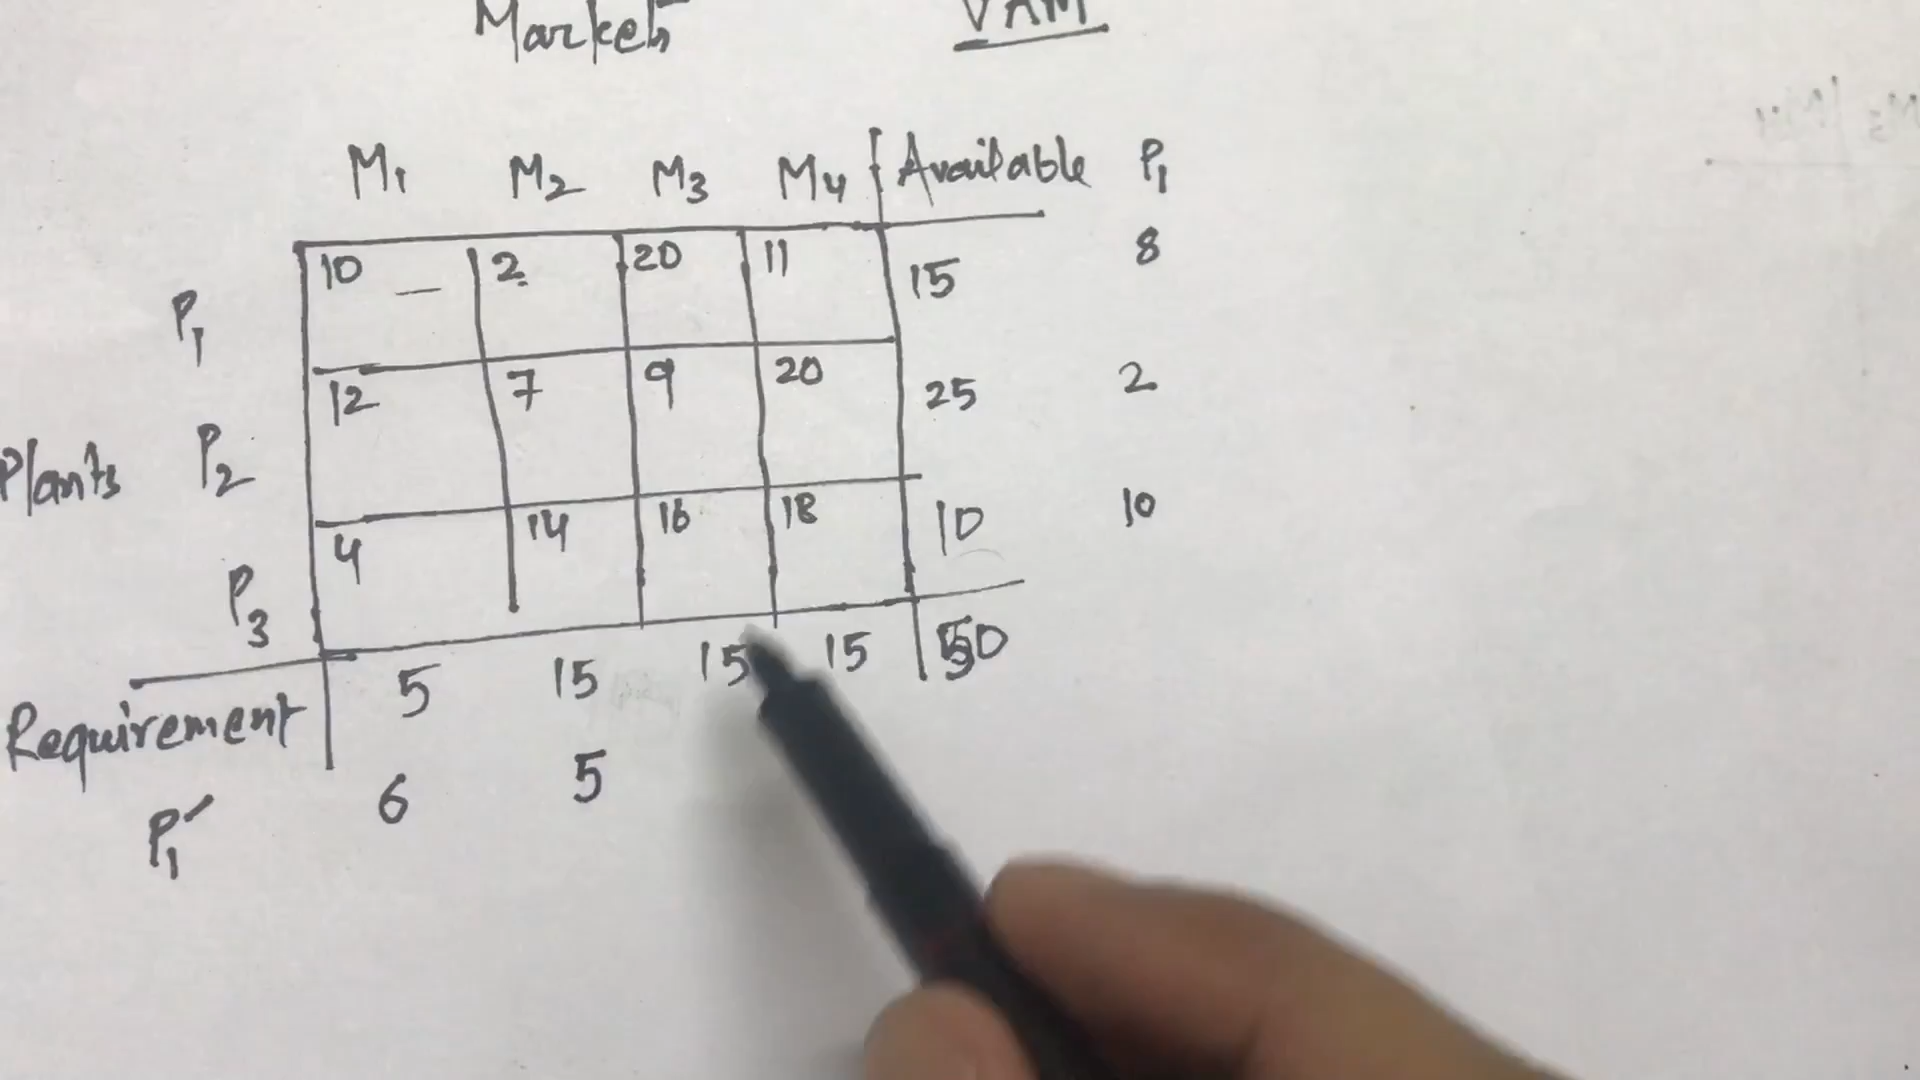 Markets VAM
M1 M2 M3 M4 Available P1
P1 10 — 2 20 11 15 8
P2 12 7 9 20 25 2
Plants
P3 4 14 16 18 10 10
Requirement 5 15 15 15 50
P1' 6 5